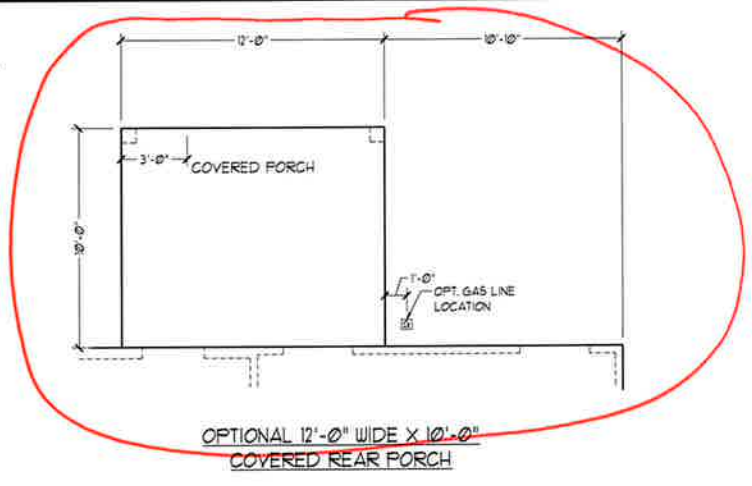 12'-0" 10'-10"
3'-0" COVERED PORCH
10'-0"
1'-0"
OPT. GAS LINE
LOCATION
OPTIONAL 12'-0" WIDE X 10'-0"
COVERED REAR PORCH